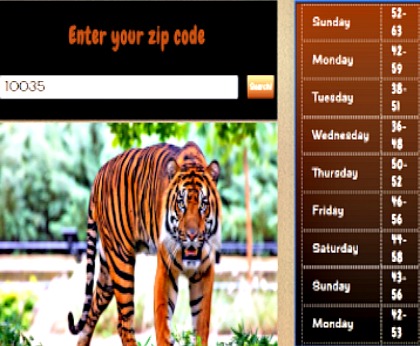 Enter your zip code
10035
Search
Sunday 52-63
Monday 42-59
Tuesday 38-51
Wednesday 36-48
Thursday 50-52
Friday 46-56
Saturday 44-58
Sunday 43-56
Monday 42-53